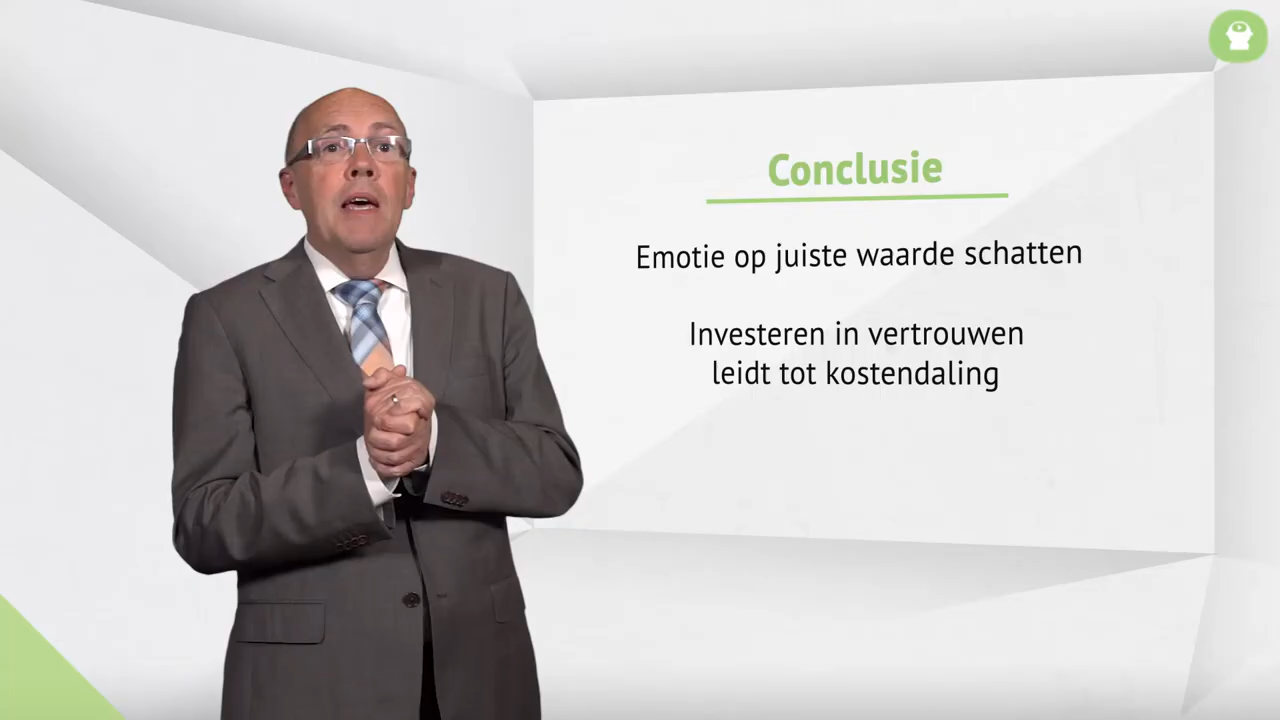 Conclusie
Emotie op juiste waarde schatten
Investeren in vertrouwen
leidt tot kostendaling